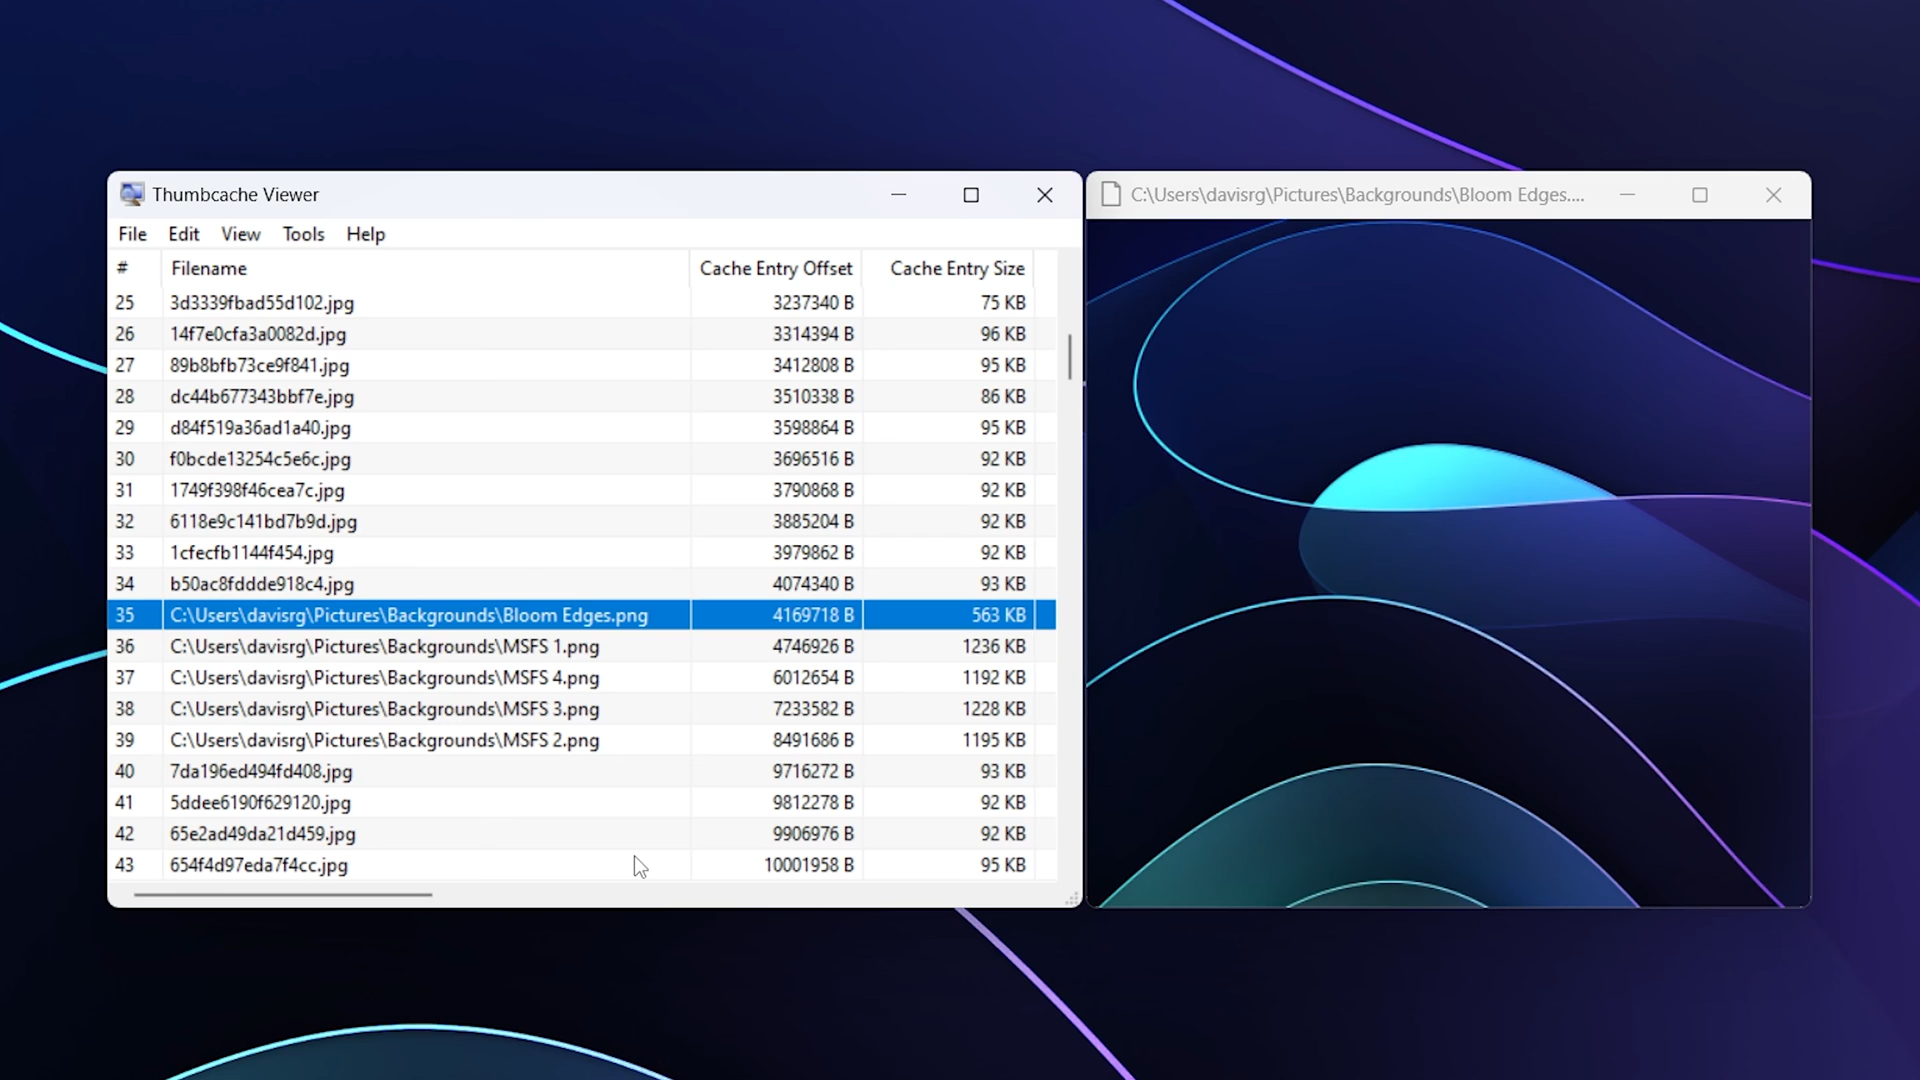 Thumbcache Viewer
File Edit View Tools Help
# Filename Cache Entry Offset Cache Entry Size
25 3d3339fbad55d102.jpg 3237340 B 75 KB
26 14f7e0cfa3a0082d.jpg 3314394 B 96 KB
27 89b8bfb73ce9f841.jpg 3412808 B 95 KB
28 dc44b677343bbf7e.jpg 3510338 B 86 KB
29 d84f519a36ad1a40.jpg 3598864 B 95 KB
30 f0bcde13254c5e6c.jpg 3696516 B 92 KB
31 1749f398f46cea7c.jpg 3790868 B 92 KB
32 6118e9c141bd7b9d.jpg 3885204 B 92 KB
33 1cfecfb1144f454.jpg 3979862 B 92 KB
34 b50ac8fddde918c4.jpg 4074340 B 93 KB
35 C:\Users\davisrg\Pictures\Backgrounds\Bloom Edges.png 4169718 B 563 KB
36 C:\Users\davisrg\Pictures\Backgrounds\MSFS 1.png 4746926 B 1236 KB
37 C:\Users\davisrg\Pictures\Backgrounds\MSFS 4.png 6012654 B 1192 KB
38 C:\Users\davisrg\Pictures\Backgrounds\MSFS 3.png 7233582 B 1228 KB
39 C:\Users\davisrg\Pictures\Backgrounds\MSFS 2.png 8491686 B 1195 KB
40 7da196ed494fd408.jpg 9716272 B 93 KB
41 5ddee6190f629120.jpg 9812278 B 92 KB
42 65e2ad49da21d459.jpg 9906976 B 92 KB
43 654f4d97eda7f4cc.jpg 10001958 B 95 KB
C:\Users\davisrg\Pictures\Backgrounds\Bloom Edges....